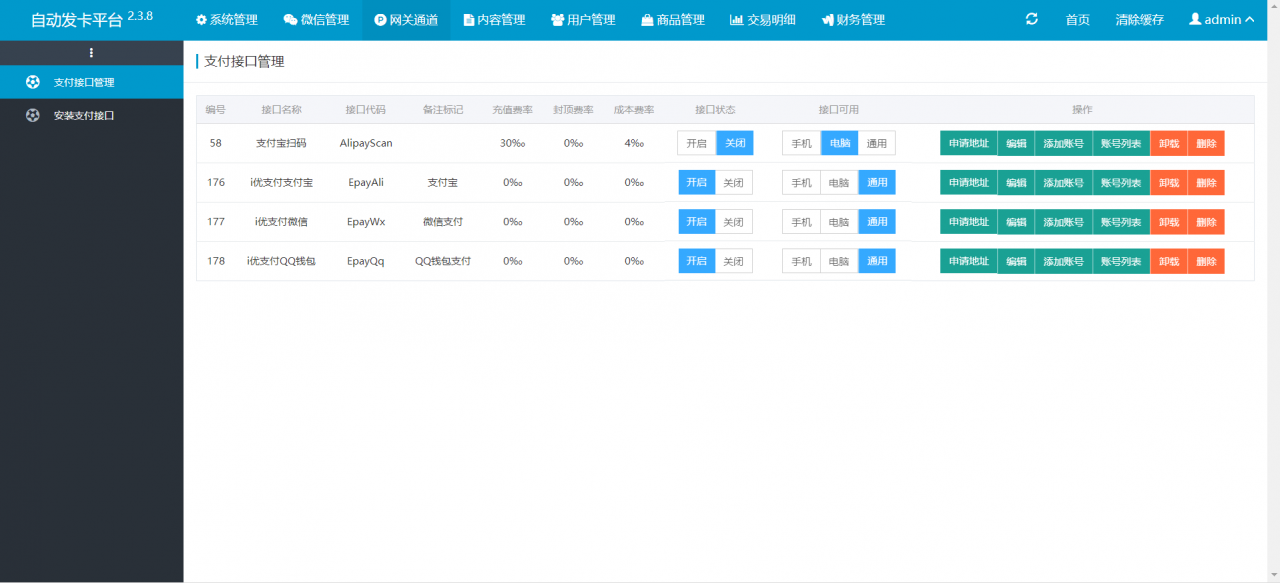 自动发卡平台 2.3.8 系统管理 微信管理 网关通道 内容管理 用户管理 商品管理 交易明细 财务管理 首页 清除缓存 admin
支付接口管理
安装支付接口
支付接口管理
编号 接口名称 接口代码 备注标记 充值费率 封顶费率 成本费率 接口状态 接口可用 操作
58 支付宝扫码 AlipayScan 30‰ 0‰ 4‰ 开启 关闭 手机 电脑 通用 申请地址 编辑 添加账号 账号列表 卸载 删除
176 i优支付支付宝 EpayAli 支付宝 0‰ 0‰ 0‰ 开启 关闭 手机 电脑 通用 申请地址 编辑 添加账号 账号列表 卸载 删除
177 i优支付微信 EpayWx 微信支付 0‰ 0‰ 0‰ 开启 关闭 手机 电脑 通用 申请地址 编辑 添加账号 账号列表 卸载 删除
178 i优支付QQ钱包 EpayQq QQ钱包支付 0‰ 0‰ 0‰ 开启 关闭 手机 电脑 通用 申请地址 编辑 添加账号 账号列表 卸载 删除